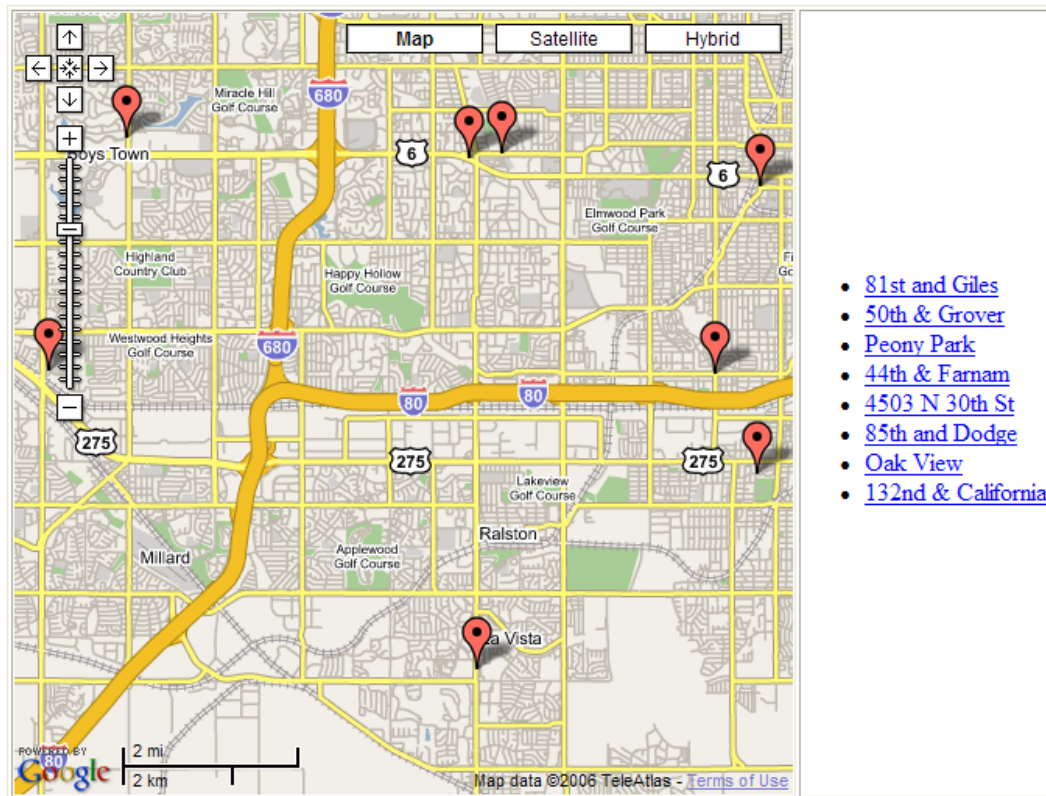 Map
Satellite
Hybrid
680
Miracle Hill
Golf Course
6
6
Boys Town
Elmwood Park
Golf Course
Highland
Country Club
Happy Hollow
Golf Course
680
Westwood Heights
Golf Course
80
80
275
275
275
Lakeview
Golf Course
Ralston
Millard
Applewood
Golf Course
La Vista
POWERED BY
Google
80
2 mi
2 km
Map data ©2006 TeleAtlas - Terms of Use
81st and Giles
50th & Grover
Peony Park
44th & Farnam
4503 N 30th St
85th and Dodge
Oak View
132nd & California